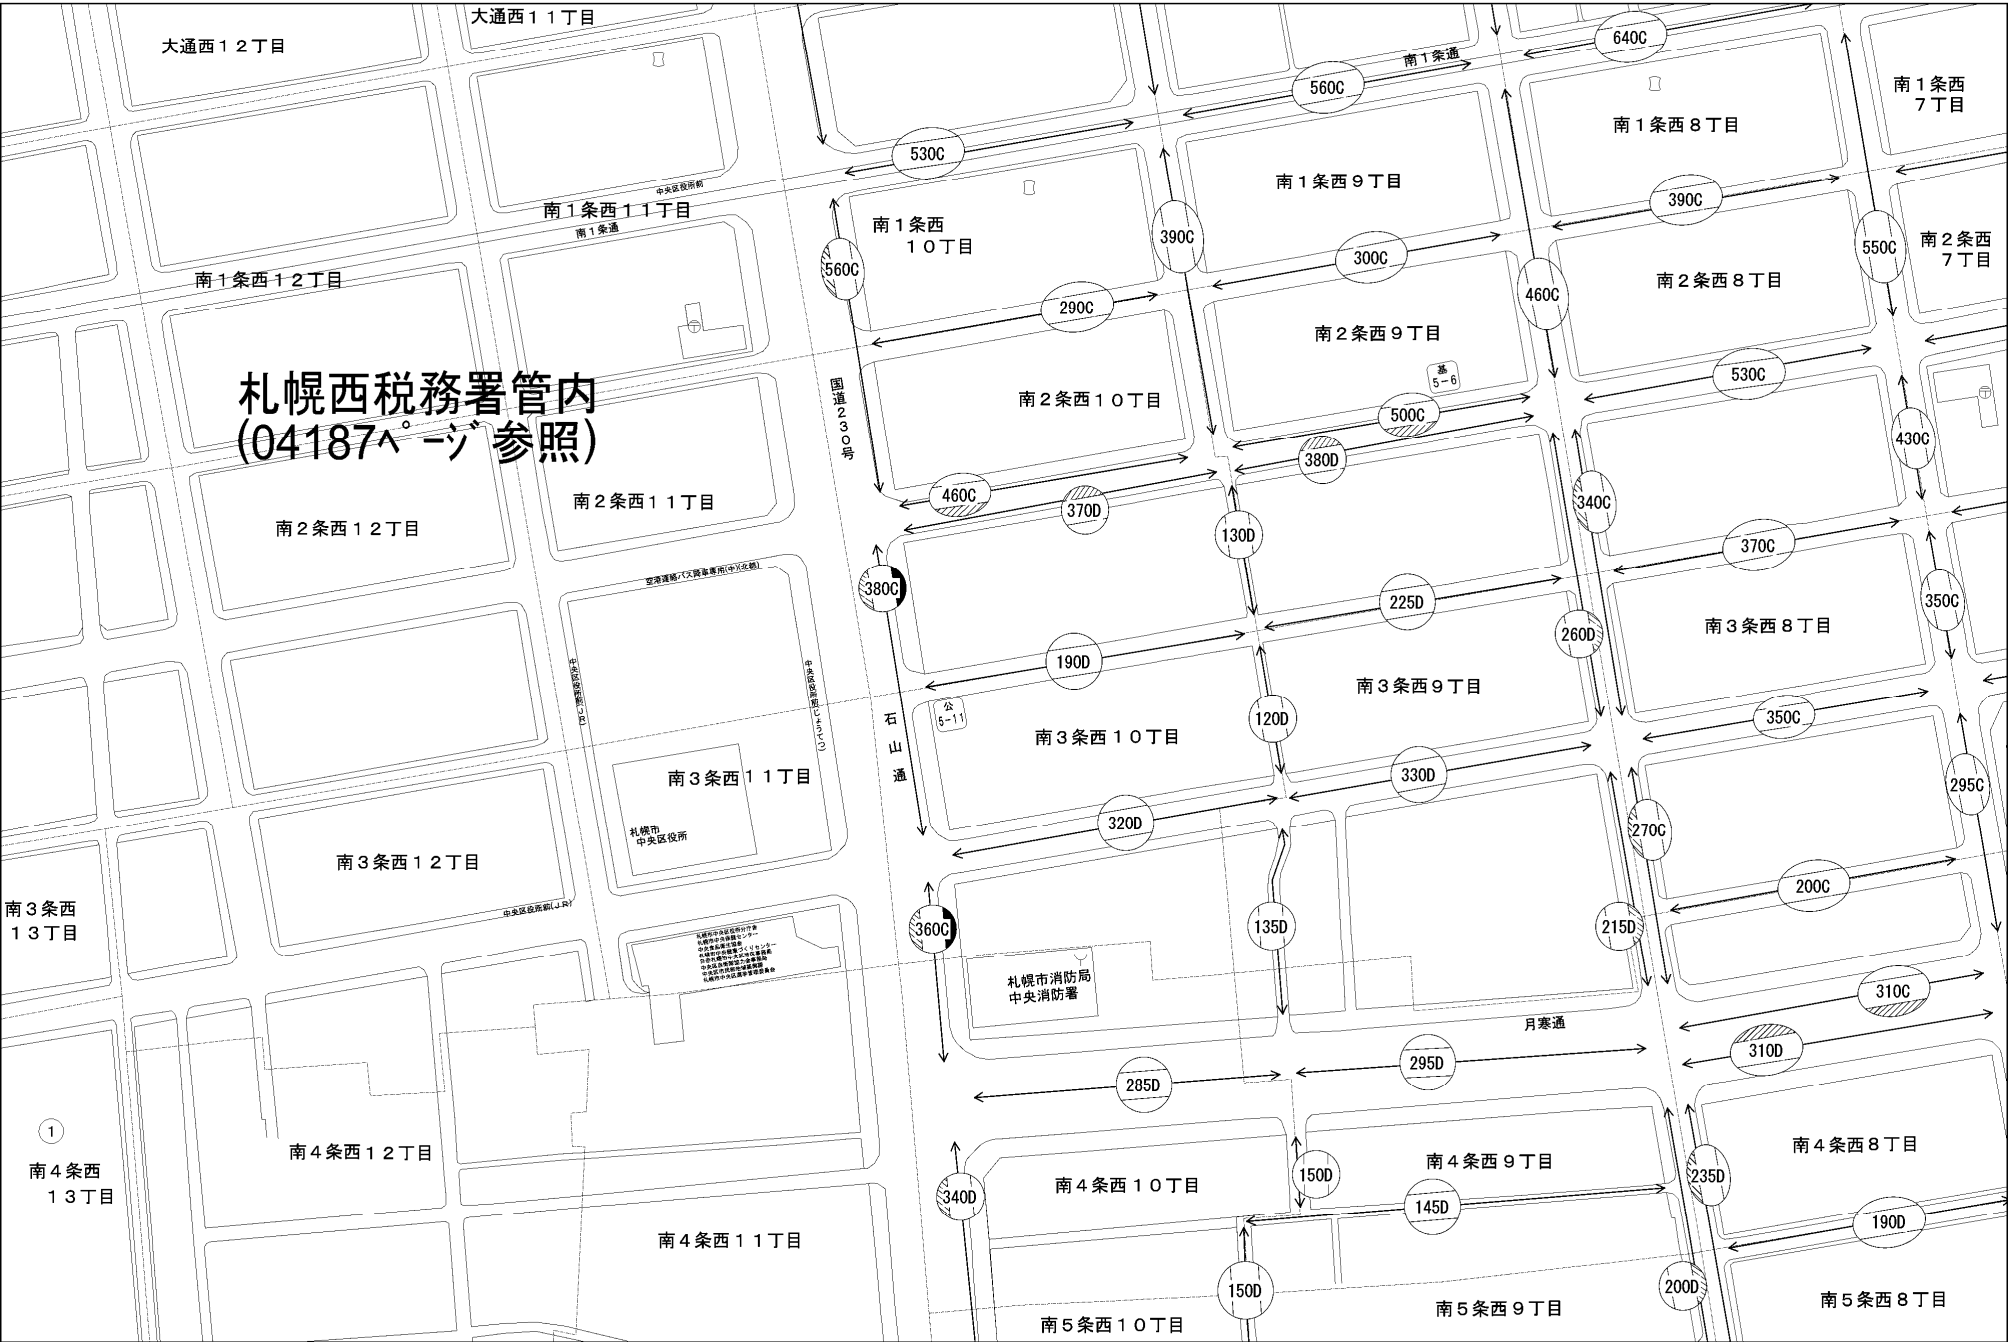 大通西１１丁目
大通西１２丁目
640C
南１条通
560C
南１条西
７丁目
南１条西８丁目
530C
中央区役所前
南１条西９丁目
390C
南１条西１１丁目
南１条通
南１条西
１０丁目
390C
550C
南２条西
７丁目
560C
300C
南１条西１２丁目
南２条西８丁目
460C
290C
南２条西９丁目
札幌西税務署管内
(04187ページ参照)
国道２３０号
南２条西１０丁目
基
5-6
530C
500C
430C
380D
460C
370D
340C
南２条西１１丁目
南２条西１２丁目
130D
370C
空港連絡バス降車専用(中)(北都)
380C
225D
350C
260D
南３条西８丁目
190D
中央区役所前(ＪＲ)
中央区役所前(じょうてつ)
南３条西９丁目
公
5-11
石山通
120D
350C
南３条西１０丁目
南３条西１１丁目
330D
295C
320D
270C
札幌市
中央区役所
南３条西１２丁目
200C
南３条西
１３丁目
中央区役所前(ＪＲ)
360C
135D
215D
札幌市消防局
中央消防署
310C
月寒通
310D
295D
285D
①
南４条西
１３丁目
南４条西１２丁目
南４条西８丁目
南４条西９丁目
150D
235D
340D
南４条西１０丁目
145D
190D
南４条西１１丁目
150D
200D
南５条西８丁目
南５条西９丁目
南５条西１０丁目